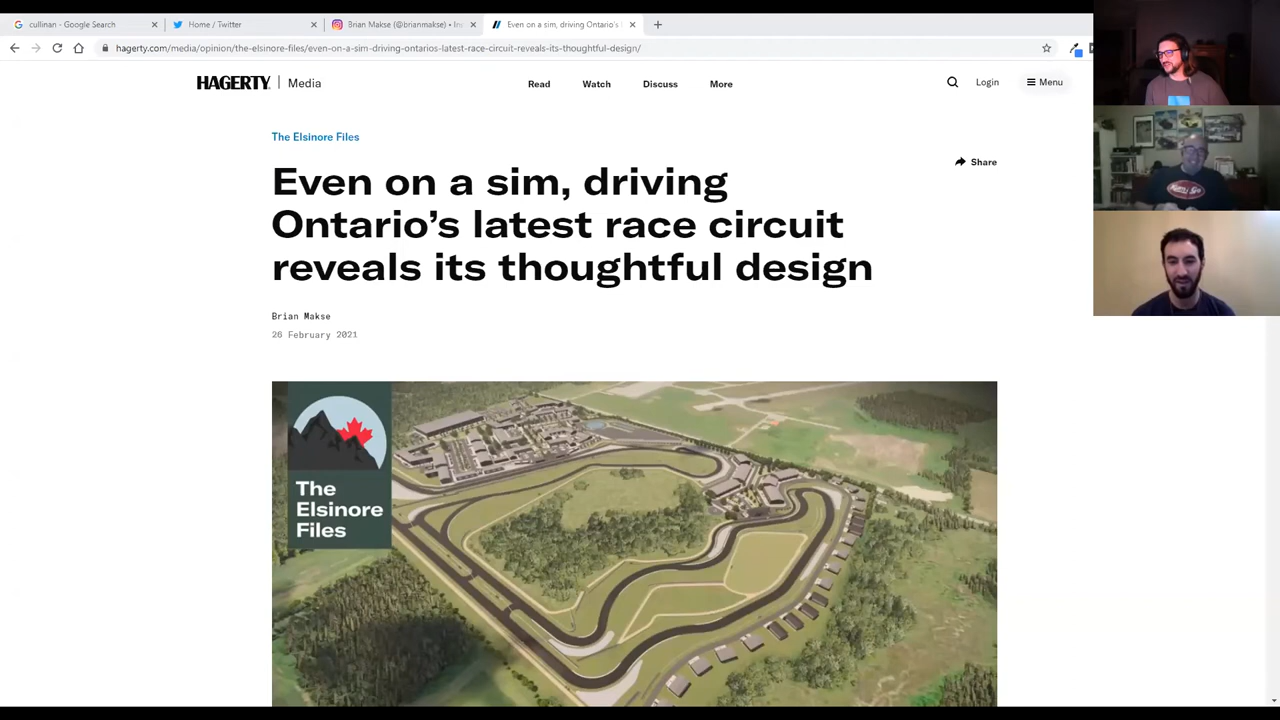 cullinan - Google Search
Home / Twitter
Brian Makse (@brianmakse) • In
Even on a sim, driving Ontario's l
hagerty.com/media/opinion/the-elsinore-files/even-on-a-sim-driving-ontarios-latest-race-circuit-reveals-its-thoughtful-design/
HAGERTY | Media
Read
Watch
Discuss
More
Login
Menu
The Elsinore Files
Share
Even on a sim, driving
Ontario’s latest race circuit
reveals its thoughtful design
Brian Makse
26 February 2021
The
Elsinore
Files